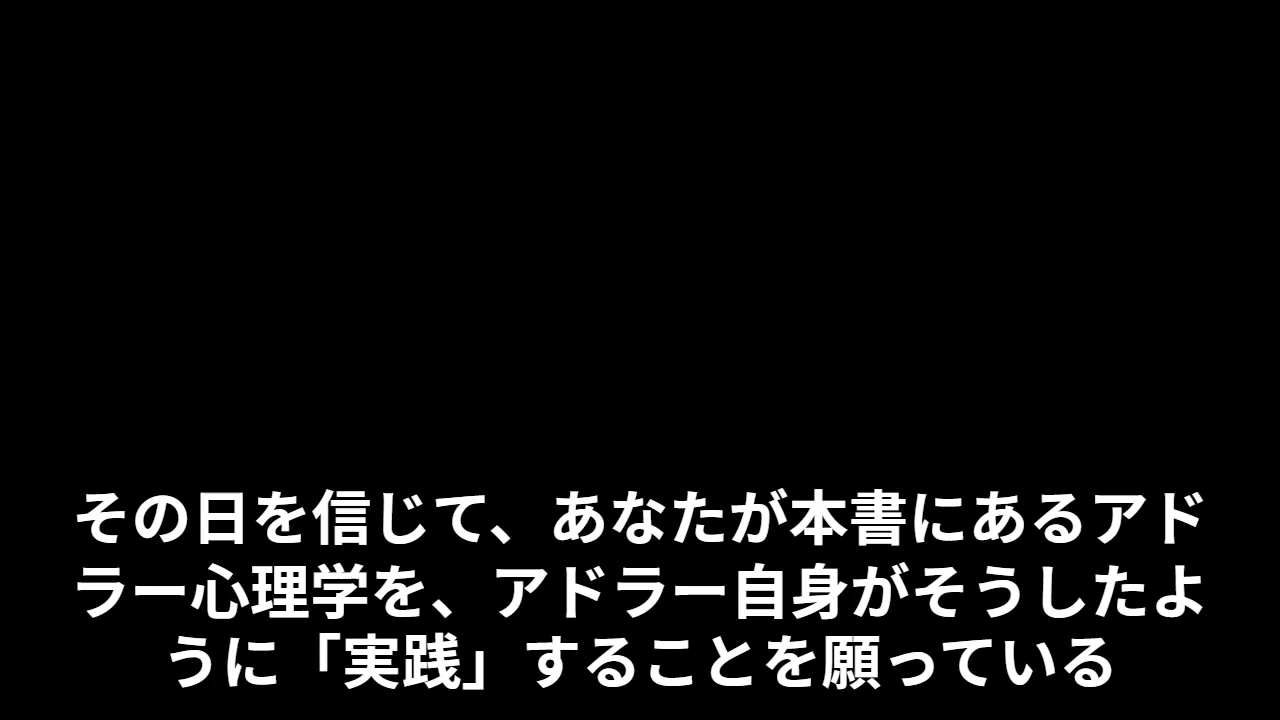 その日を信じて、あなたが本書にあるアド
ラー心理学を、アドラー自身がそうしたよ
うに「実践」することを願っている